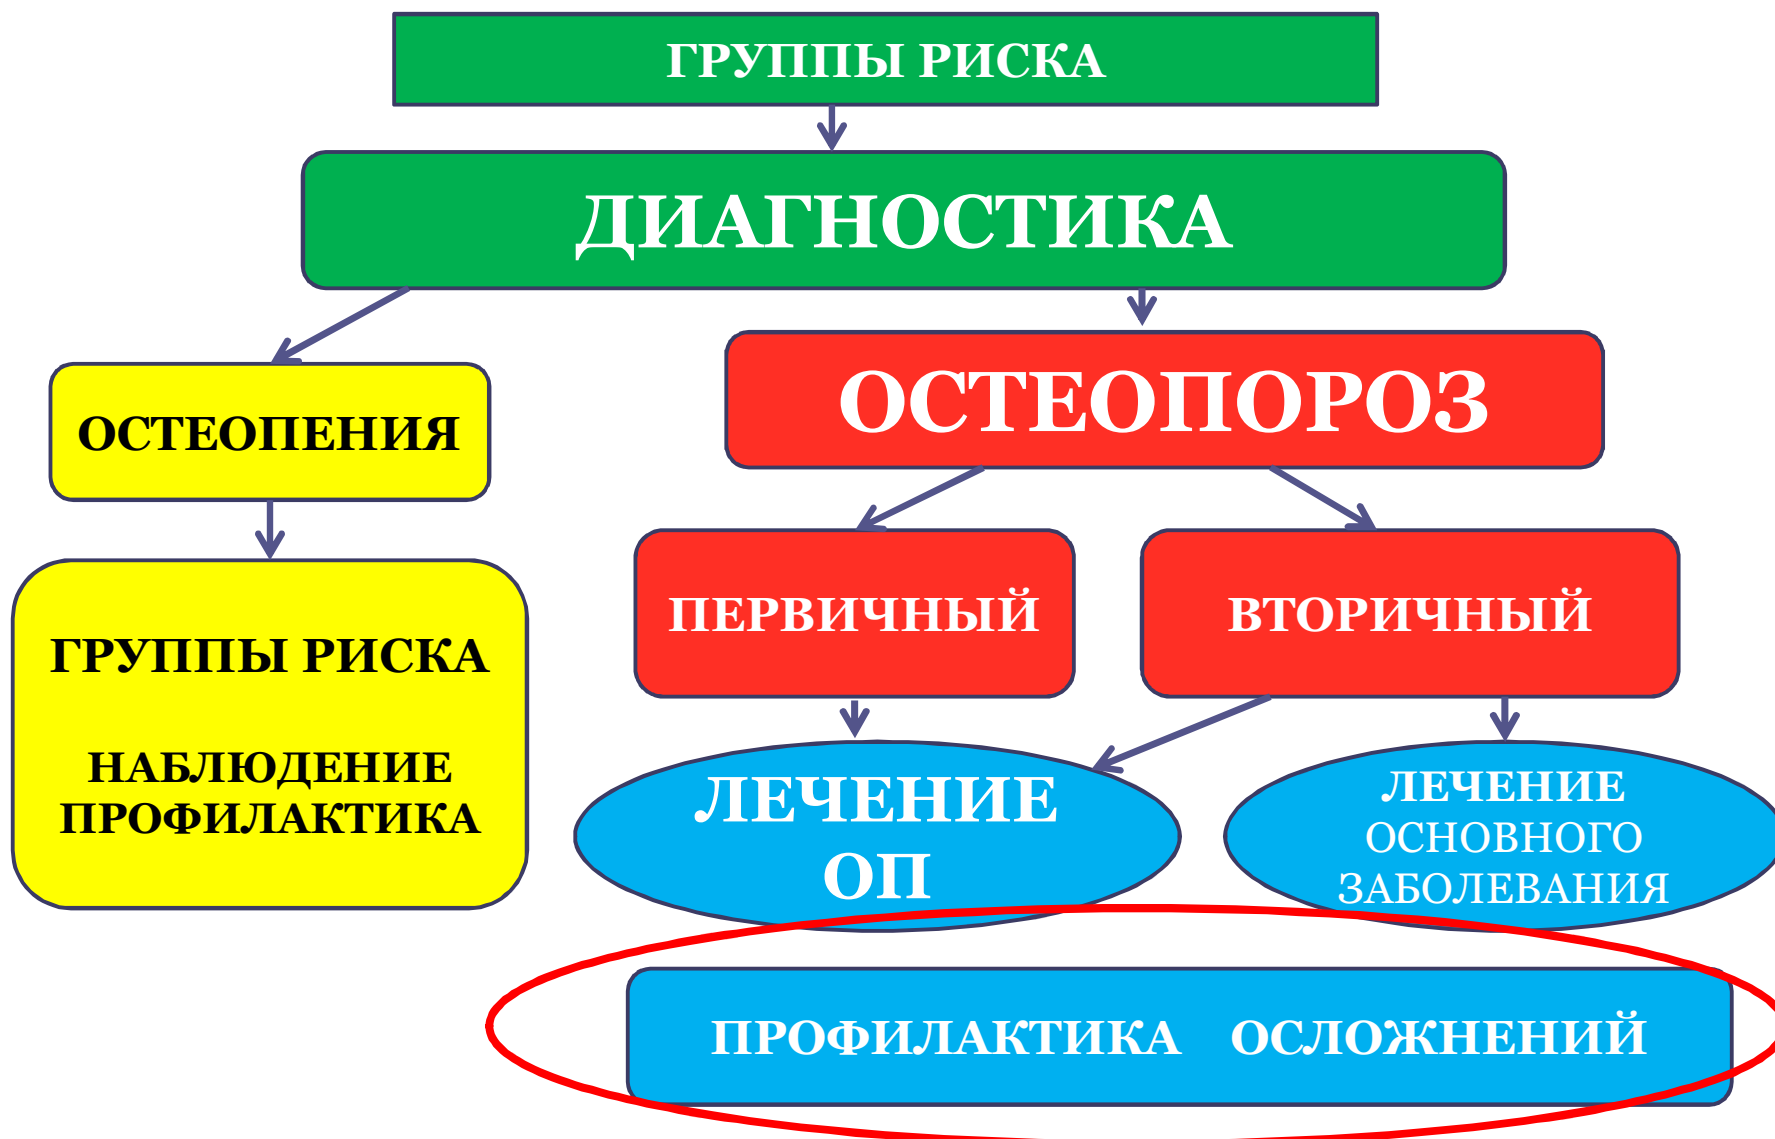 ГРУППЫ РИСКА
ДИАГНОСТИКА
ОСТЕОПЕНИЯ
ОСТЕОПОРОЗ
ГРУППЫ РИСКА
НАБЛЮДЕНИЕ
ПРОФИЛАКТИКА
ПЕРВИЧНЫЙ
ВТОРИЧНЫЙ
ЛЕЧЕНИЕ
ОП
ЛЕЧЕНИЕ
ОСНОВНОГО
ЗАБОЛЕВАНИЯ
ПРОФИЛАКТИКА ОСЛОЖНЕНИЙ